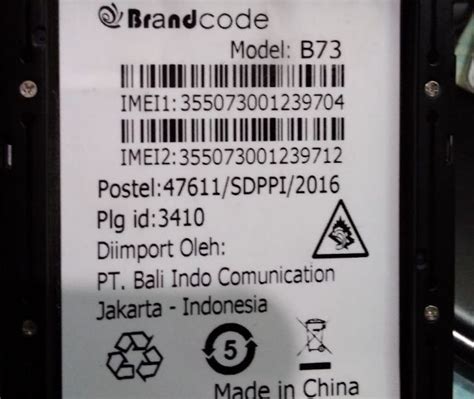 Brandcode
Model: B73
IMEI1:355073001239704
IMEI2:355073001239712
Postel:47611/SDPPI/2016
Plg id:3410
Diimport Oleh:
PT. Bali Indo Comunication
Jakarta - Indonesia
5
Made in China